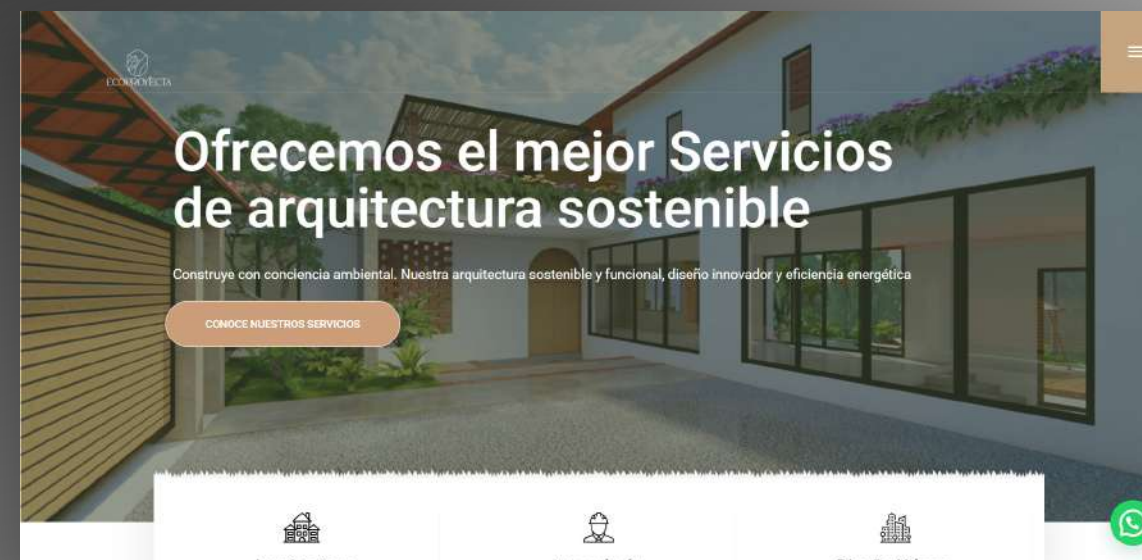 ECOPROYECTA
Ofrecemos el mejor Servicios
de arquitectura sostenible
Construye con conciencia ambiental. Nuestra arquitectura sostenible y funcional, diseño innovador y eficiencia energética
CONOCE NUESTROS SERVICIOS